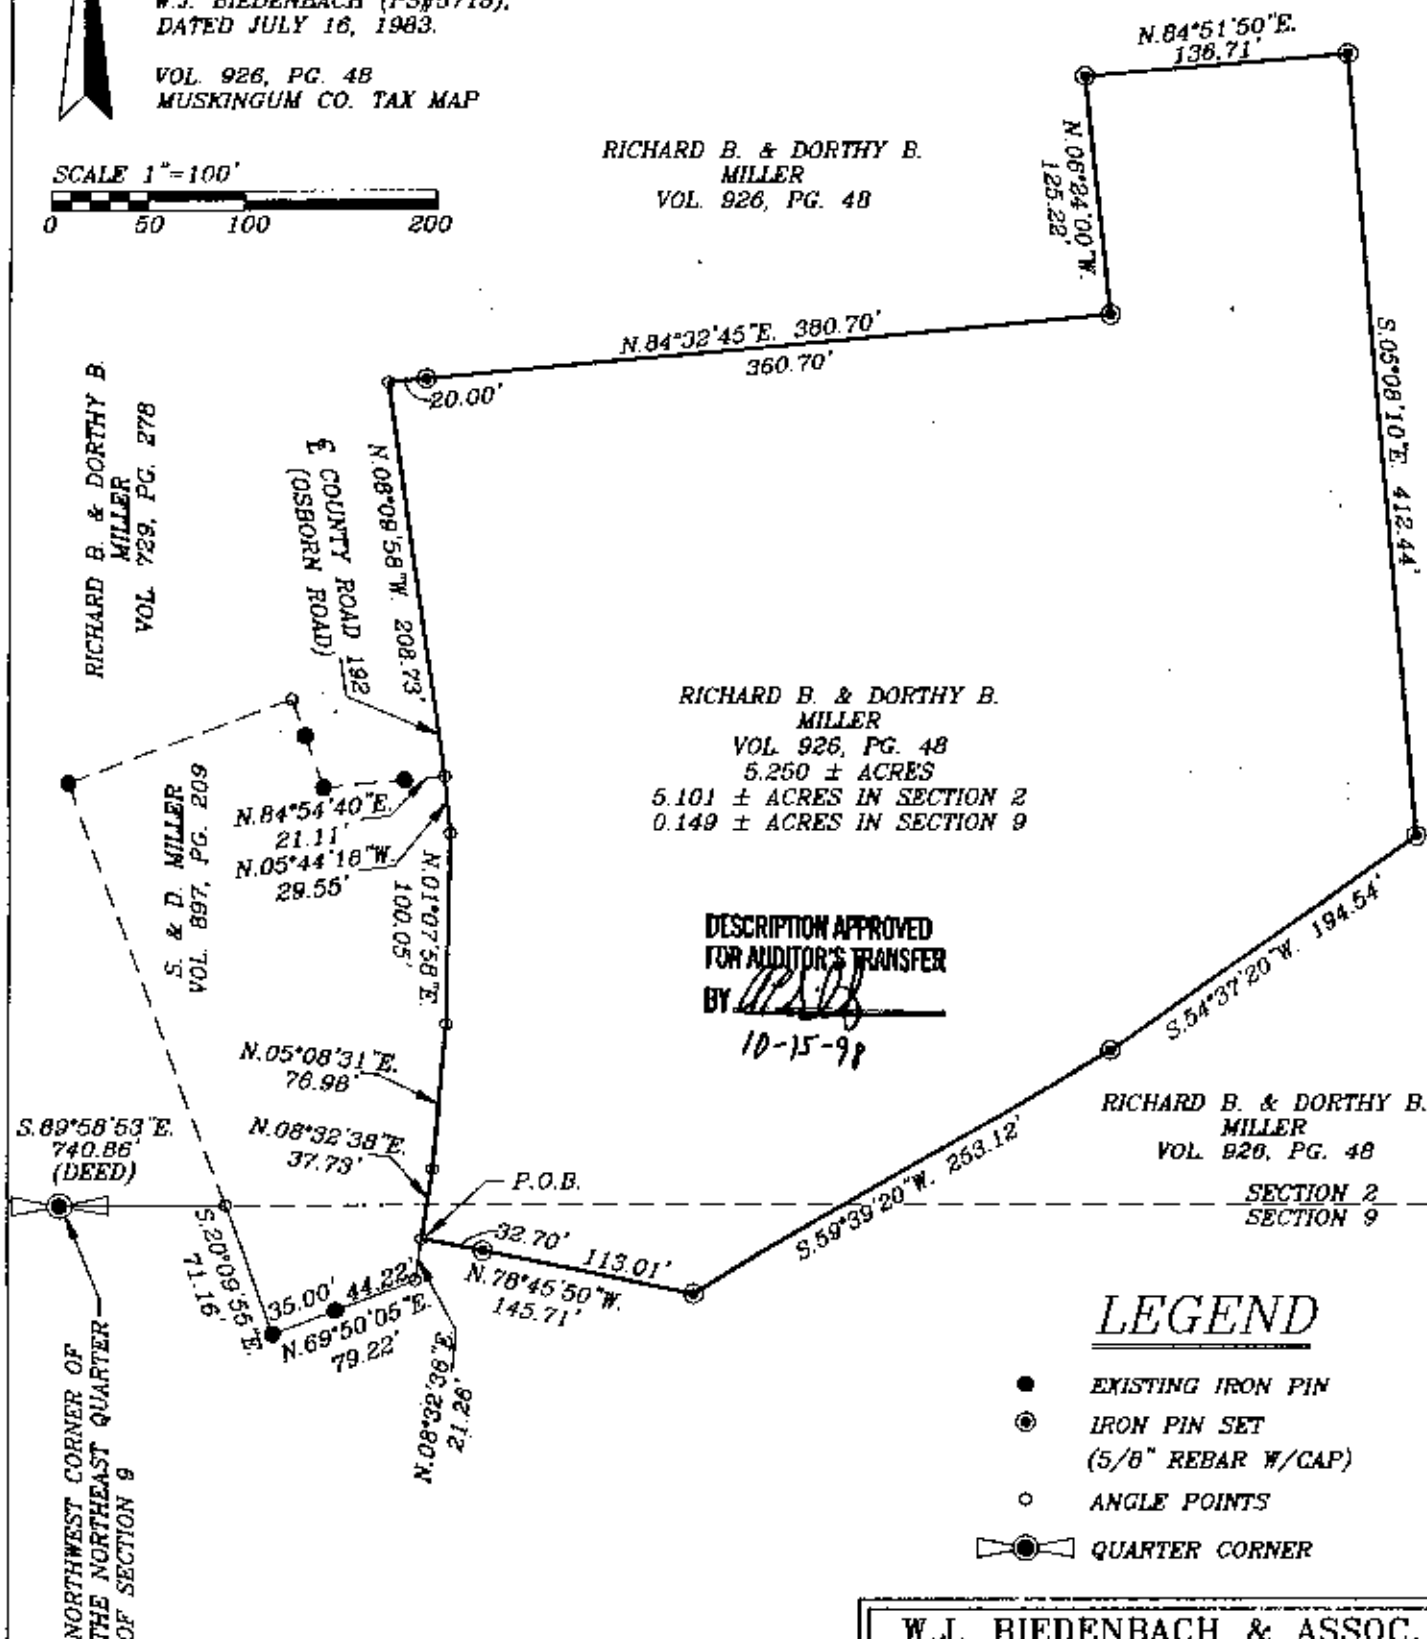 DATED JULY 16, 1983.
VOL. 926, PG. 48
MUSKINGUM CO. TAX MAP
SCALE 1"=100'
0 50 100 200
RICHARD B. & DORTHY B.
MILLER
VOL. 926, PG. 48
N.84°51'50"E.
136.71'
N.06°24'00"W.
125.22'
S.05°08'10"E. 412.44'
N.84°32'45"E. 380.70'
360.70'
20.00'
RICHARD B. & DORTHY B.
MILLER
VOL. 729, PG. 278
℄ COUNTY ROAD 192
(OSBORN ROAD)
N.08°09'58"W. 208.73'
RICHARD B. & DORTHY B.
MILLER
VOL. 926, PG. 48
5.250 ± ACRES
5.101 ± ACRES IN SECTION 2
0.149 ± ACRES IN SECTION 9
S. & D. MILLER
VOL. 897, PG. 209
N.84°54'40"E.
21.11'
N.05°44'18"W.
29.55'
N.01°07'58"E.
100.05'
DESCRIPTION APPROVED
FOR AUDITOR'S TRANSFER
BY
10-15-98
S.54°37'20"W. 194.54'
N.05°08'31"E.
76.98'
N.08°32'38"E.
37.73'
S.89°58'53"E.
740.86'
(DEED)
P.O.B.
S.59°39'20"W. 253.12'
RICHARD B. & DORTHY B.
MILLER
VOL. 926, PG. 48
SECTION 2
SECTION 9
32.70' 113.01'
N.78°45'50"W.
145.71'
S.20°09'55"E.
71.16'
35.00' 44.22'
N.69°50'05"E.
79.22'
N.08°32'38"E.
21.26'
NORTHWEST CORNER OF
THE NORTHEAST QUARTER
OF SECTION 9
LEGEND
EXISTING IRON PIN
IRON PIN SET
(5/8" REBAR W/CAP)
ANGLE POINTS
QUARTER CORNER
W.J. BIEDENBACH & ASSOC.